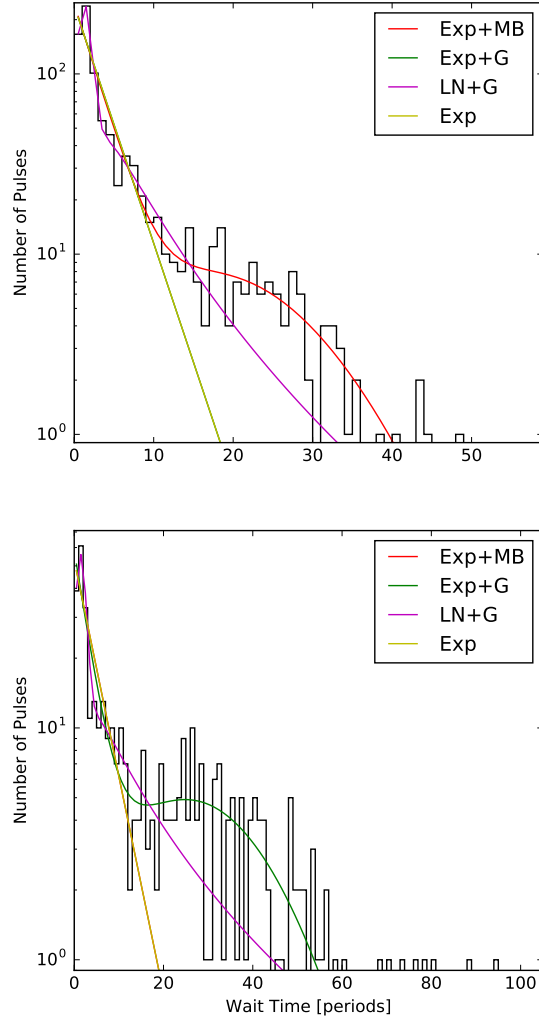 Number of Pulses
10²
10¹
10⁰
Exp+MB
Exp+G
LN+G
Exp
0 10 20 30 40 50
Number of Pulses
10¹
10⁰
Exp+MB
Exp+G
LN+G
Exp
0 20 40 60 80 100
Wait Time [periods]